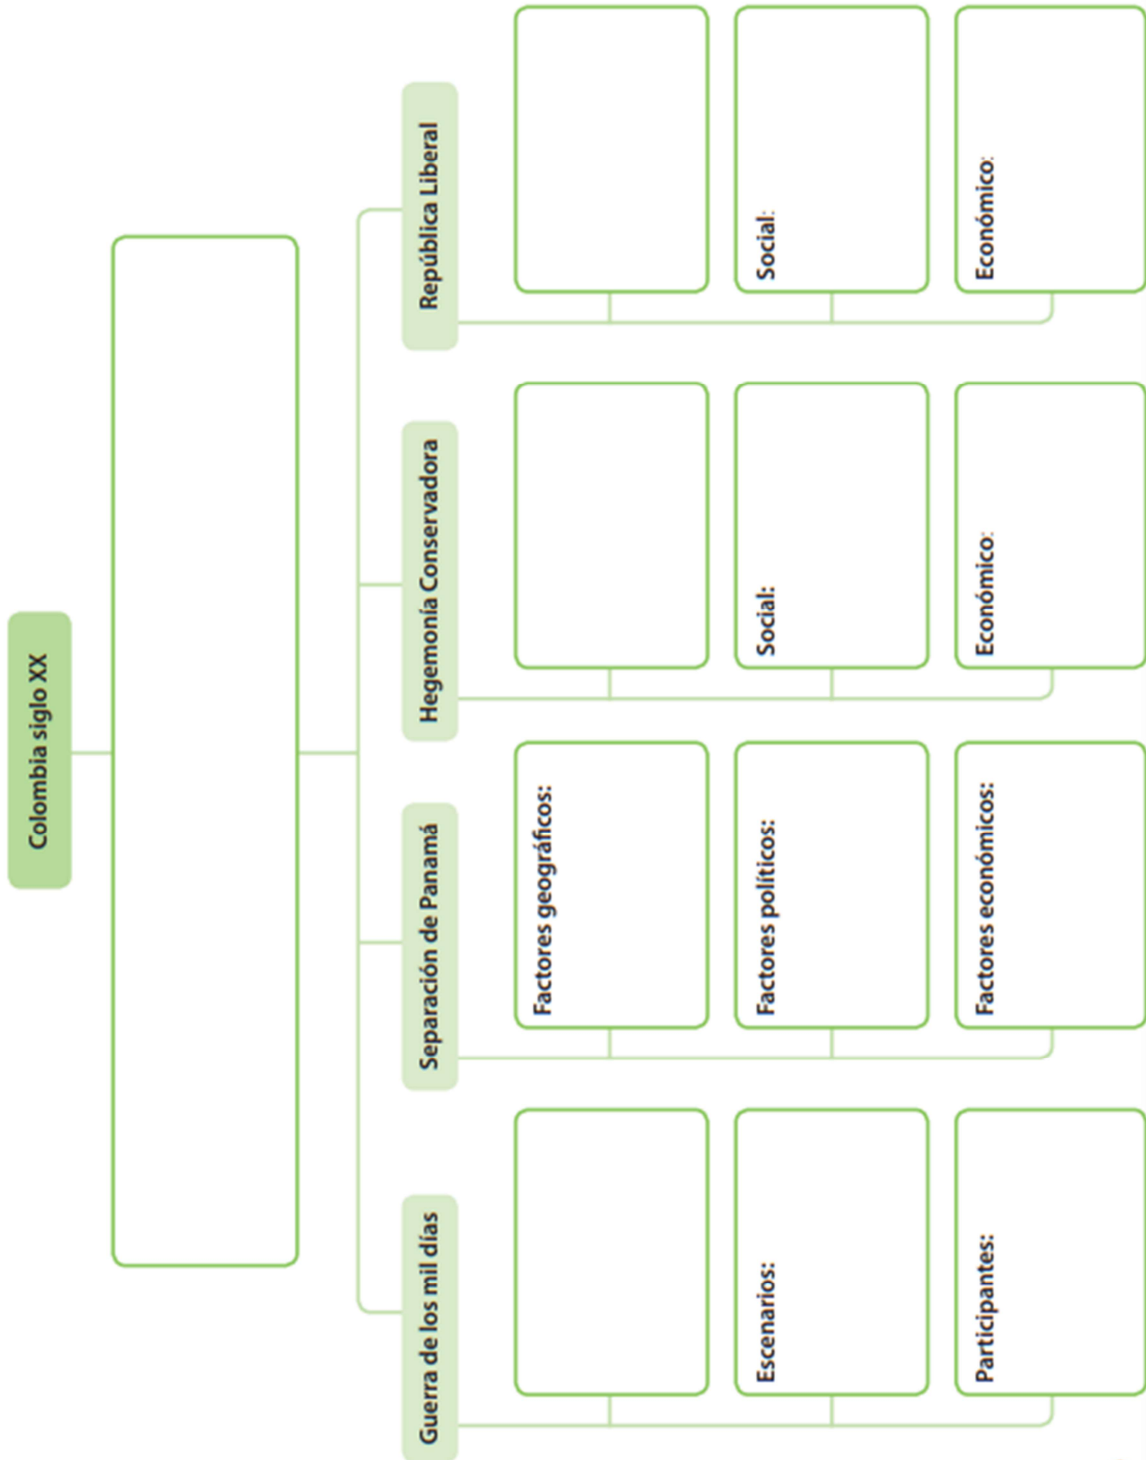 Colombia siglo XX
Guerra de los mil días
Separación de Panamá
Hegemonía Conservadora
República Liberal
Factores geográficos:
Escenarios:
Factores políticos:
Social:
Social:
Participantes:
Factores económicos:
Económico:
Económico: